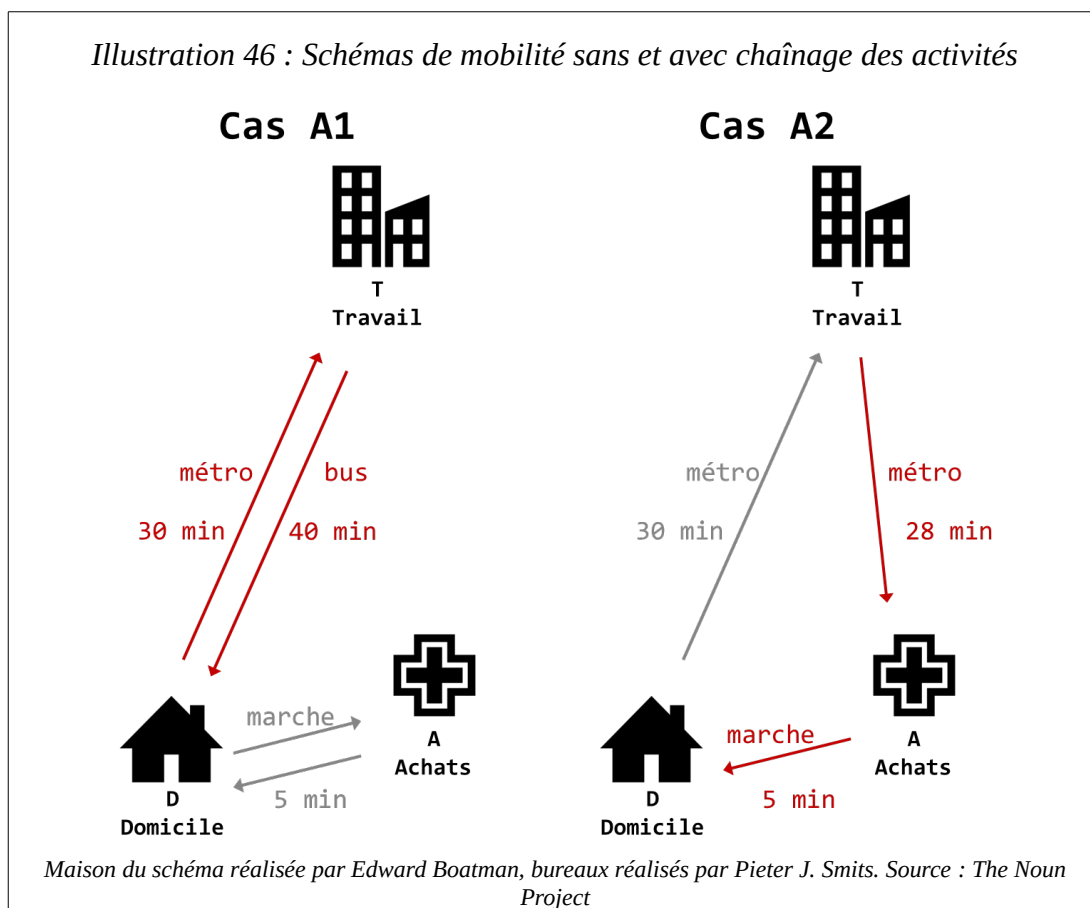 Illustration 46 : Schémas de mobilité sans et avec chaînage des activités
Cas A1
T
Travail
métro
30 min
bus
40 min
marche
5 min
D
Domicile
A
Achats
Cas A2
T
Travail
métro
30 min
métro
28 min
marche
5 min
D
Domicile
A
Achats
Maison du schéma réalisée par Edward Boatman, bureaux réalisés par Pieter J. Smits. Source : The Noun
Project